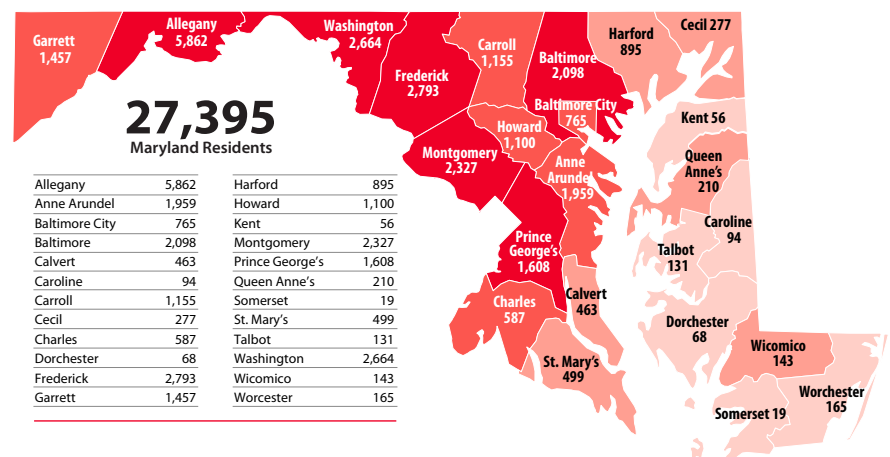 Garrett
1,457
Allegany
5,862
Washington
2,664
Frederick
2,793
Carroll
1,155
Baltimore
2,098
Harford
895
Cecil 277
Baltimore City
765
Howard
1,100
Montgomery
2,327
Anne
Arundel
1,959
Kent 56
Queen
Anne's
210
Caroline
94
Talbot
131
Prince
George's
1,608
Charles
587
Calvert
463
St. Mary's
499
Dorchester
68
Wicomico
143
Worchester
165
Somerset 19
27,395
Maryland Residents
Allegany 5,862
Anne Arundel 1,959
Baltimore City 765
Baltimore 2,098
Calvert 463
Caroline 94
Carroll 1,155
Cecil 277
Charles 587
Dorchester 68
Frederick 2,793
Garrett 1,457
Harford 895
Howard 1,100
Kent 56
Montgomery 2,327
Prince George's 1,608
Queen Anne's 210
Somerset 19
St. Mary's 499
Talbot 131
Washington 2,664
Wicomico 143
Worcester 165